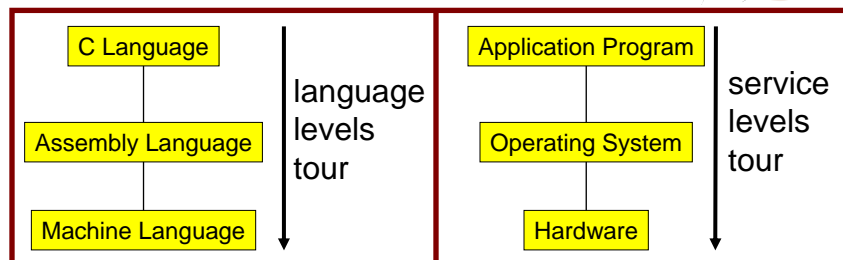 C Language
Assembly Language
Machine Language
language
levels
tour
Application Program
Operating System
Hardware
service
levels
tour